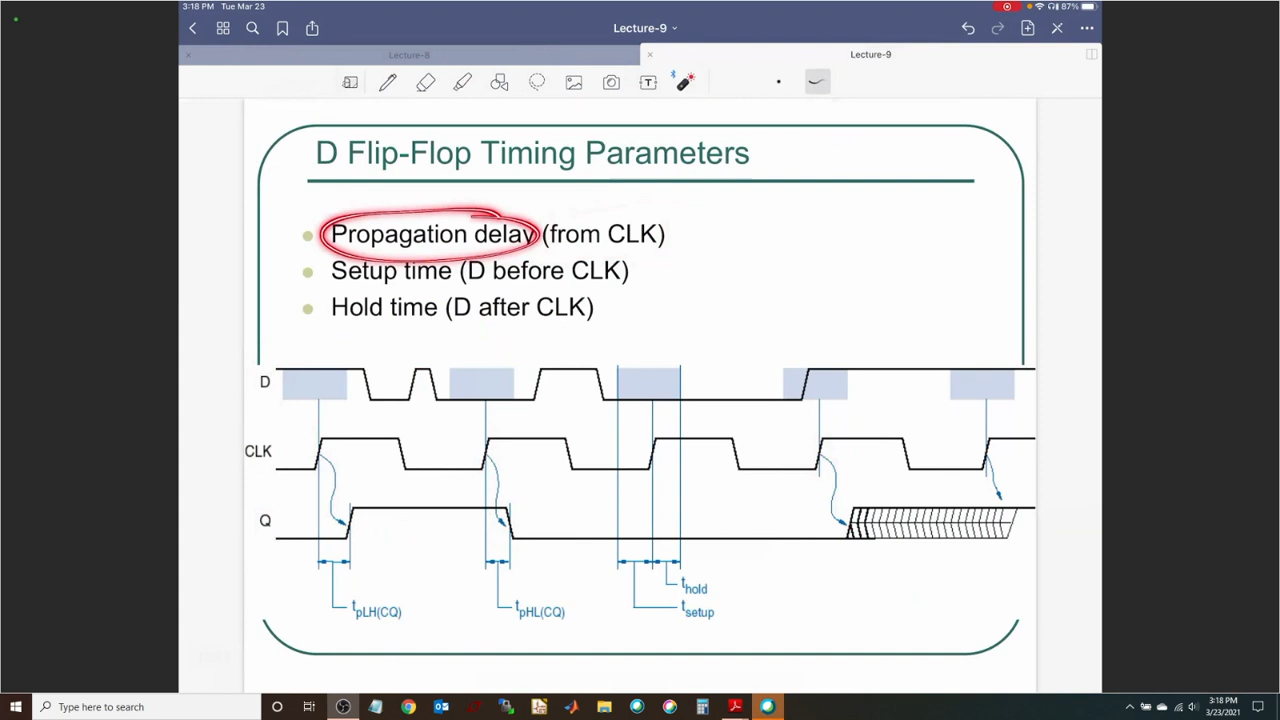 3:18 PM Tue Mar 23
87%
Lecture-9
Lecture-8
Lecture-9
T
D Flip-Flop Timing Parameters
Propagation delay (from CLK)
Setup time (D before CLK)
Hold time (D after CLK)
D
CLK
Q
thold
tpLH(CQ) tpHL(CQ) tsetup
Type here to search
3:18 PM
3/23/2021